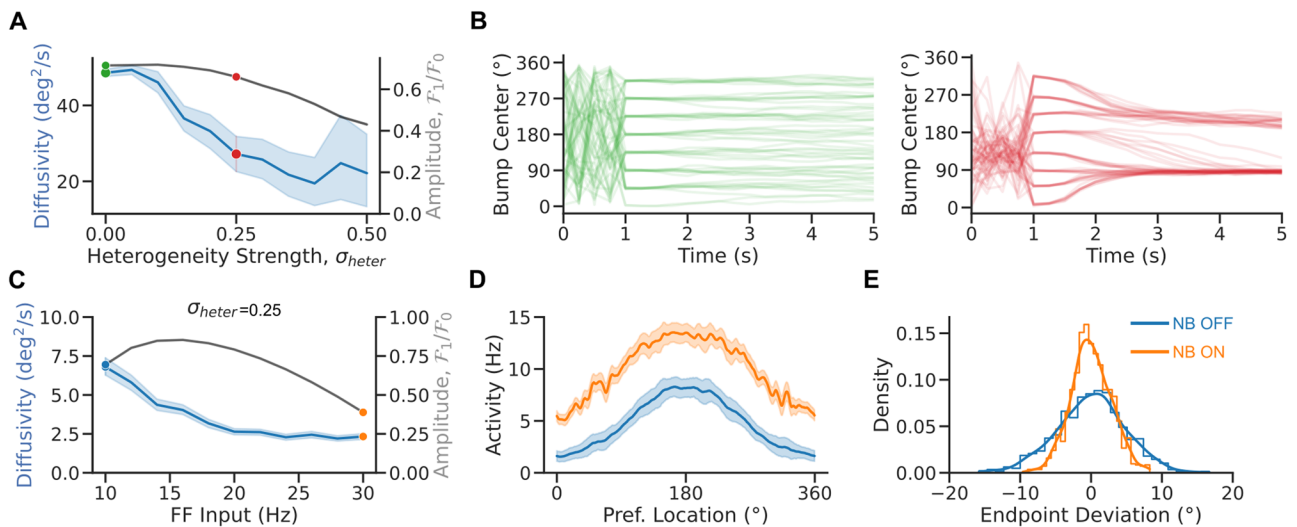 A
Diffusivity (deg²/s)
40
20
0.6
0.4
0.2
0.0
Amplitude, ℱ₁/ℱ₀
0.00
0.25
0.50
Heterogeneity Strength, σheter
B
Bump Center (°)
360
270
180
90
0
0
1
2
3
4
5
Time (s)
Bump Center (°)
360
270
180
90
0
0
1
2
3
4
5
Time (s)
C
σheter=0.25
Diffusivity (deg²/s)
10.0
7.5
5.0
2.5
0.0
1.00
0.75
0.50
0.25
0.00
Amplitude, ℱ₁/ℱ₀
10
15
20
25
30
FF Input (Hz)
D
Activity (Hz)
15
10
5
0
0
180
360
Pref. Location (°)
E
NB OFF
NB ON
Density
0.15
0.10
0.05
0.00
−20
−10
0
10
20
Endpoint Deviation (°)